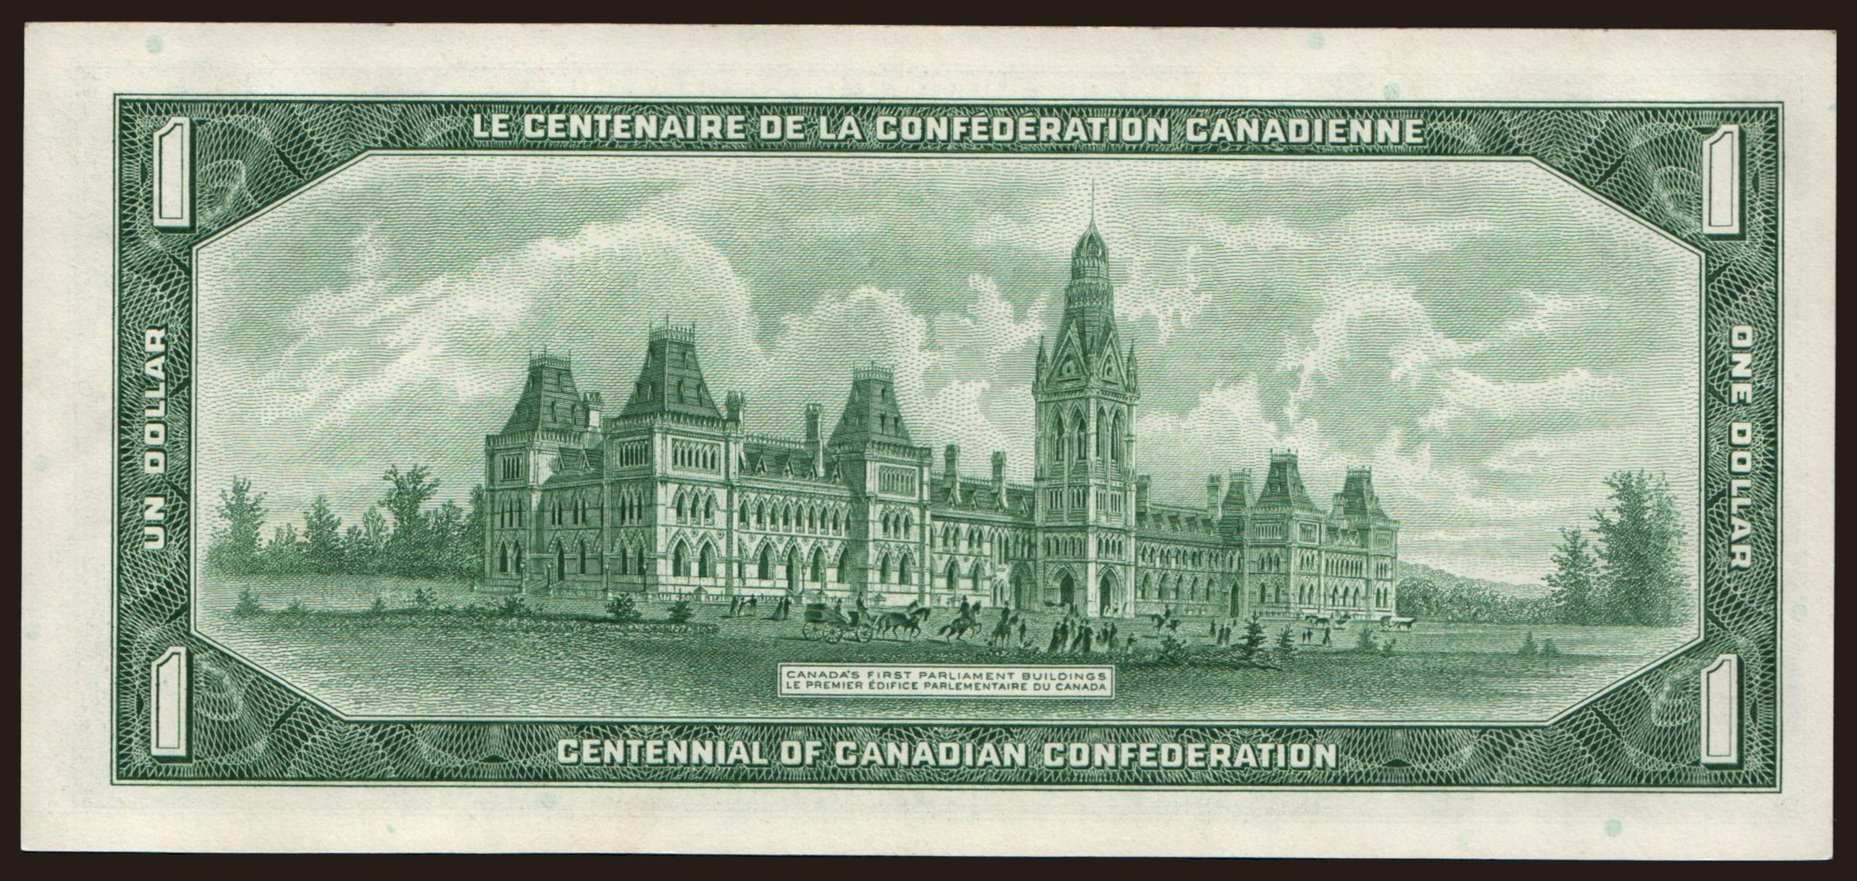 1 LE CENTENAIRE DE LA CONFÉDÉRATION CANADIENNE 1
UN DOLLAR
ONE DOLLAR
CANADA'S FIRST PARLIAMENT BUILDINGS
LE PREMIER ÉDIFICE PARLEMENTAIRE DU CANADA
1 CENTENNIAL OF CANADIAN CONFEDERATION 1